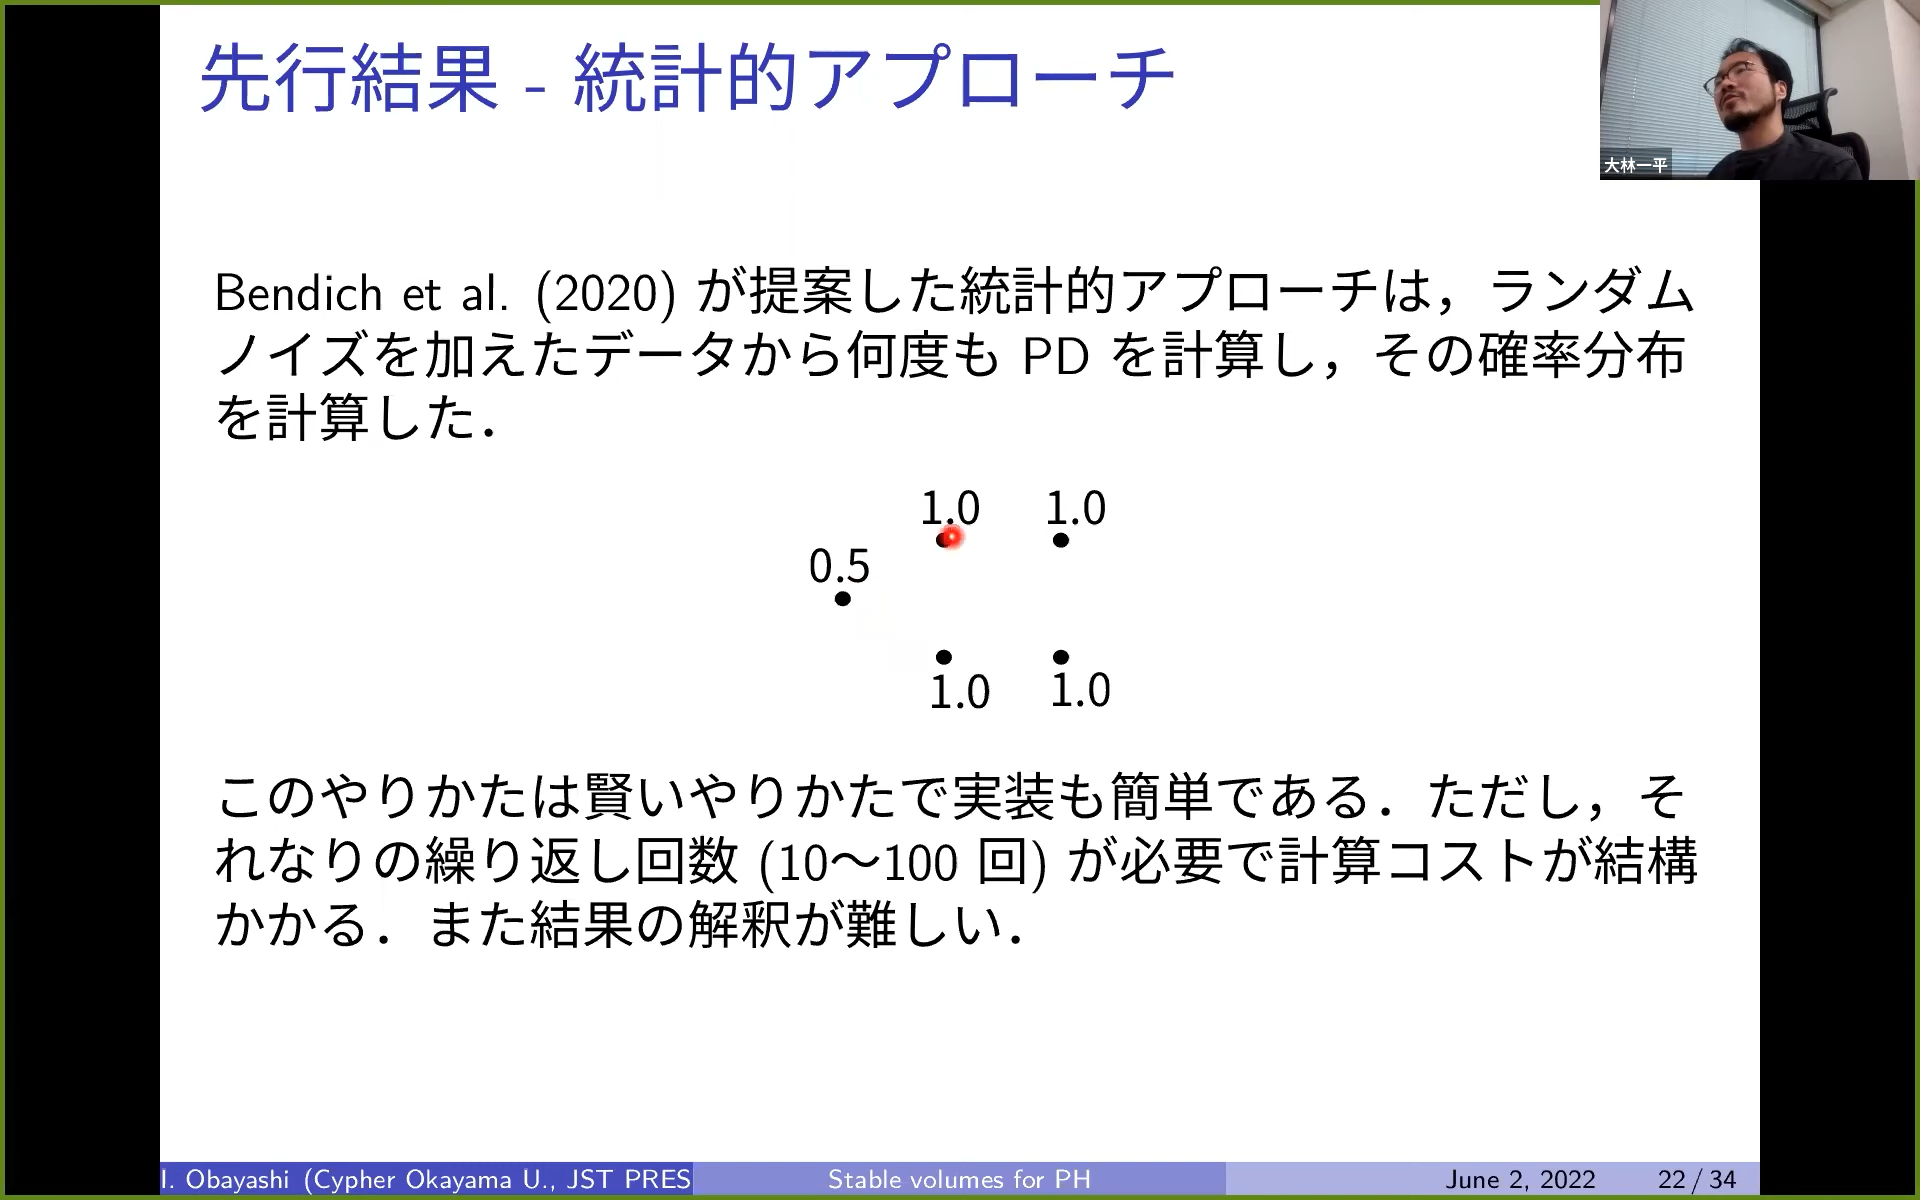 先行結果 - 統計的アプローチ
大林一平
Bendich et al. (2020) が提案した統計的アプローチは，ランダム
ノイズを加えたデータから何度も PD を計算し，その確率分布
を計算した．
1.0 1.0
0.5
1.0 1.0
このやりかたは賢いやりかたで実装も簡単である．ただし，そ
れなりの繰り返し回数 (10～100 回) が必要で計算コストが結構
かかる．また結果の解釈が難しい．
I. Obayashi (Cypher Okayama U., JST PRES
Stable volumes for PH
June 2, 2022 22 / 34